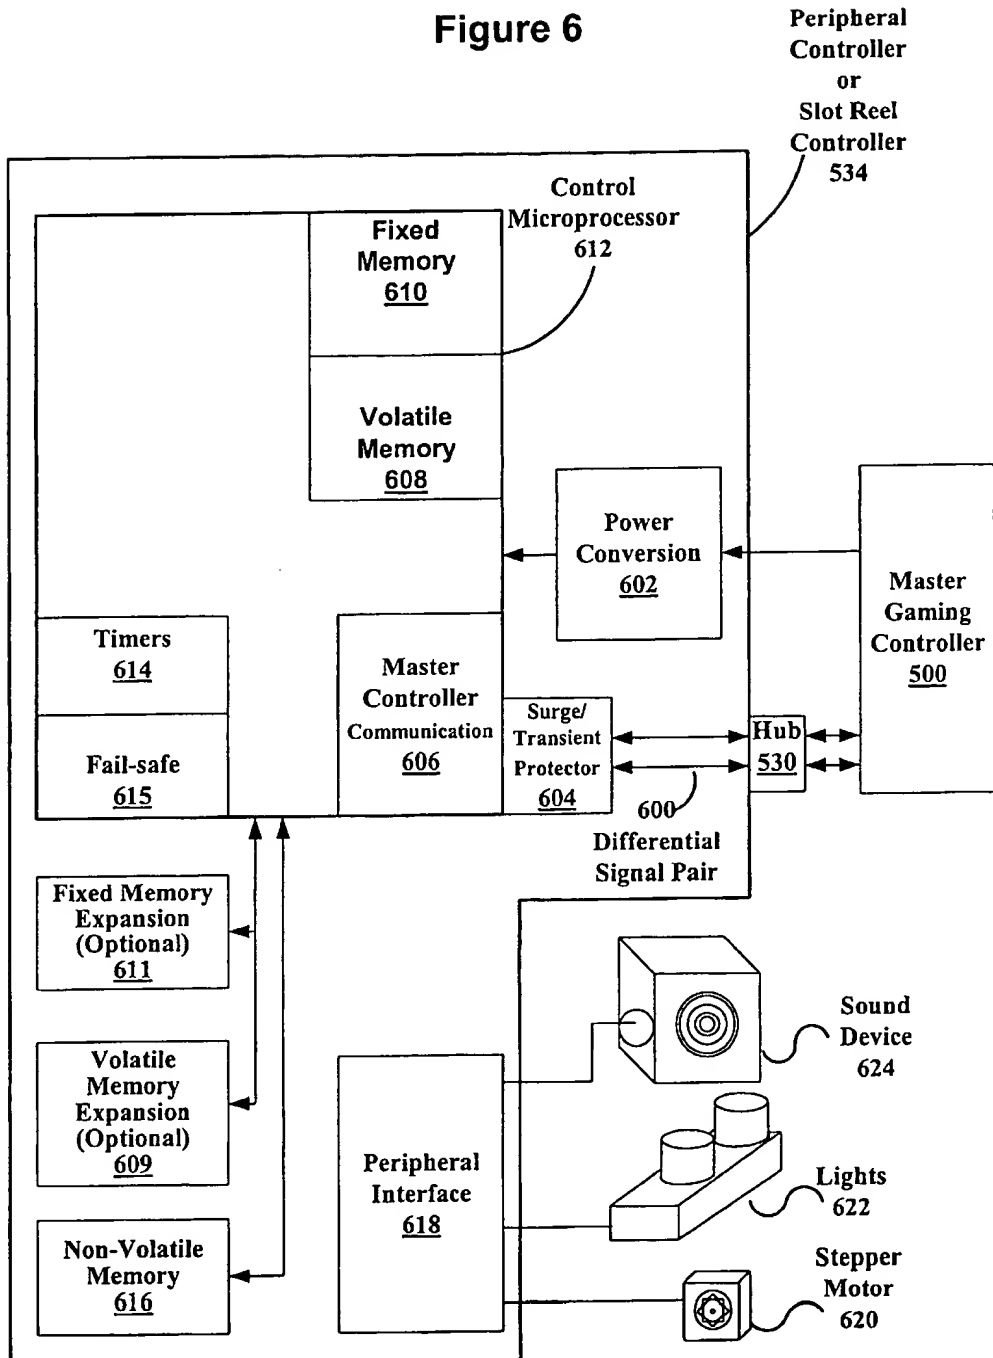 Figure 6
Peripheral
Controller
or
Slot Reel
Controller
534
Control
Microprocessor
612
Fixed
Memory
610
Volatile
Memory
608
Power
Conversion
602
Master
Gaming
Controller
500
Timers
614
Fail-safe
615
Master
Controller
Communication
606
Surge/
Transient
Protector
604
Hub
530
600
Differential
Signal Pair
Fixed Memory
Expansion
(Optional)
611
Volatile
Memory
Expansion
(Optional)
609
Non-Volatile
Memory
616
Peripheral
Interface
618
Sound
Device
624
Lights
622
Stepper
Motor
620